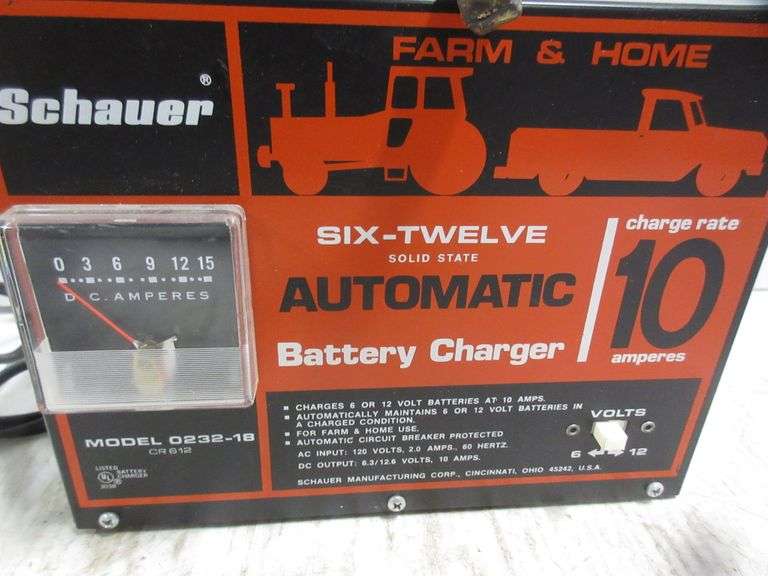 FARM & HOME
Schauer®
SIX-TWELVE
SOLID STATE
AUTOMATIC
Battery Charger
charge rate
10
amperes
0 3 6 9 12 15
D.C. AMPERES
MODEL 0232-18
CR 612
LISTED
UL
BATTERY
CHARGER
■ CHARGES 6 OR 12 VOLT BATTERIES AT 10 AMPS.
■ AUTOMATICALLY MAINTAINS 6 OR 12 VOLT BATTERIES IN
A CHARGED CONDITION.
■ FOR FARM & HOME USE.
■ AUTOMATIC CIRCUIT BREAKER PROTECTED
AC INPUT: 120 VOLTS, 2.0 AMPS., 60 HERTZ.
DC OUTPUT: 6.3/12.6 VOLTS, 10 AMPS.
SCHAUER MANUFACTURING CORP., CINCINNATI, OHIO 45242, U.S.A.
VOLTS
6 ↔ 12